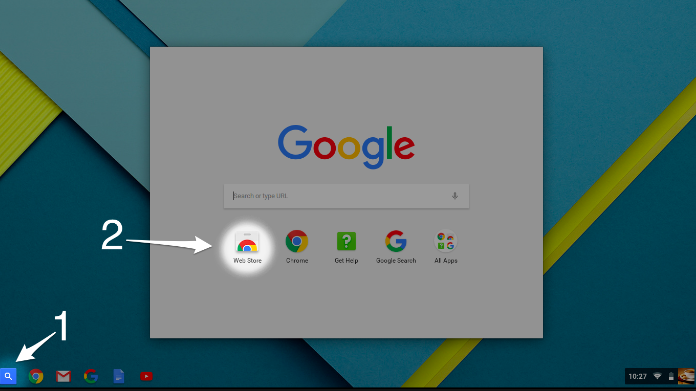 Google
Search or type URL
2
Web Store
Chrome
Get Help
Google Search
All Apps
1
10:27